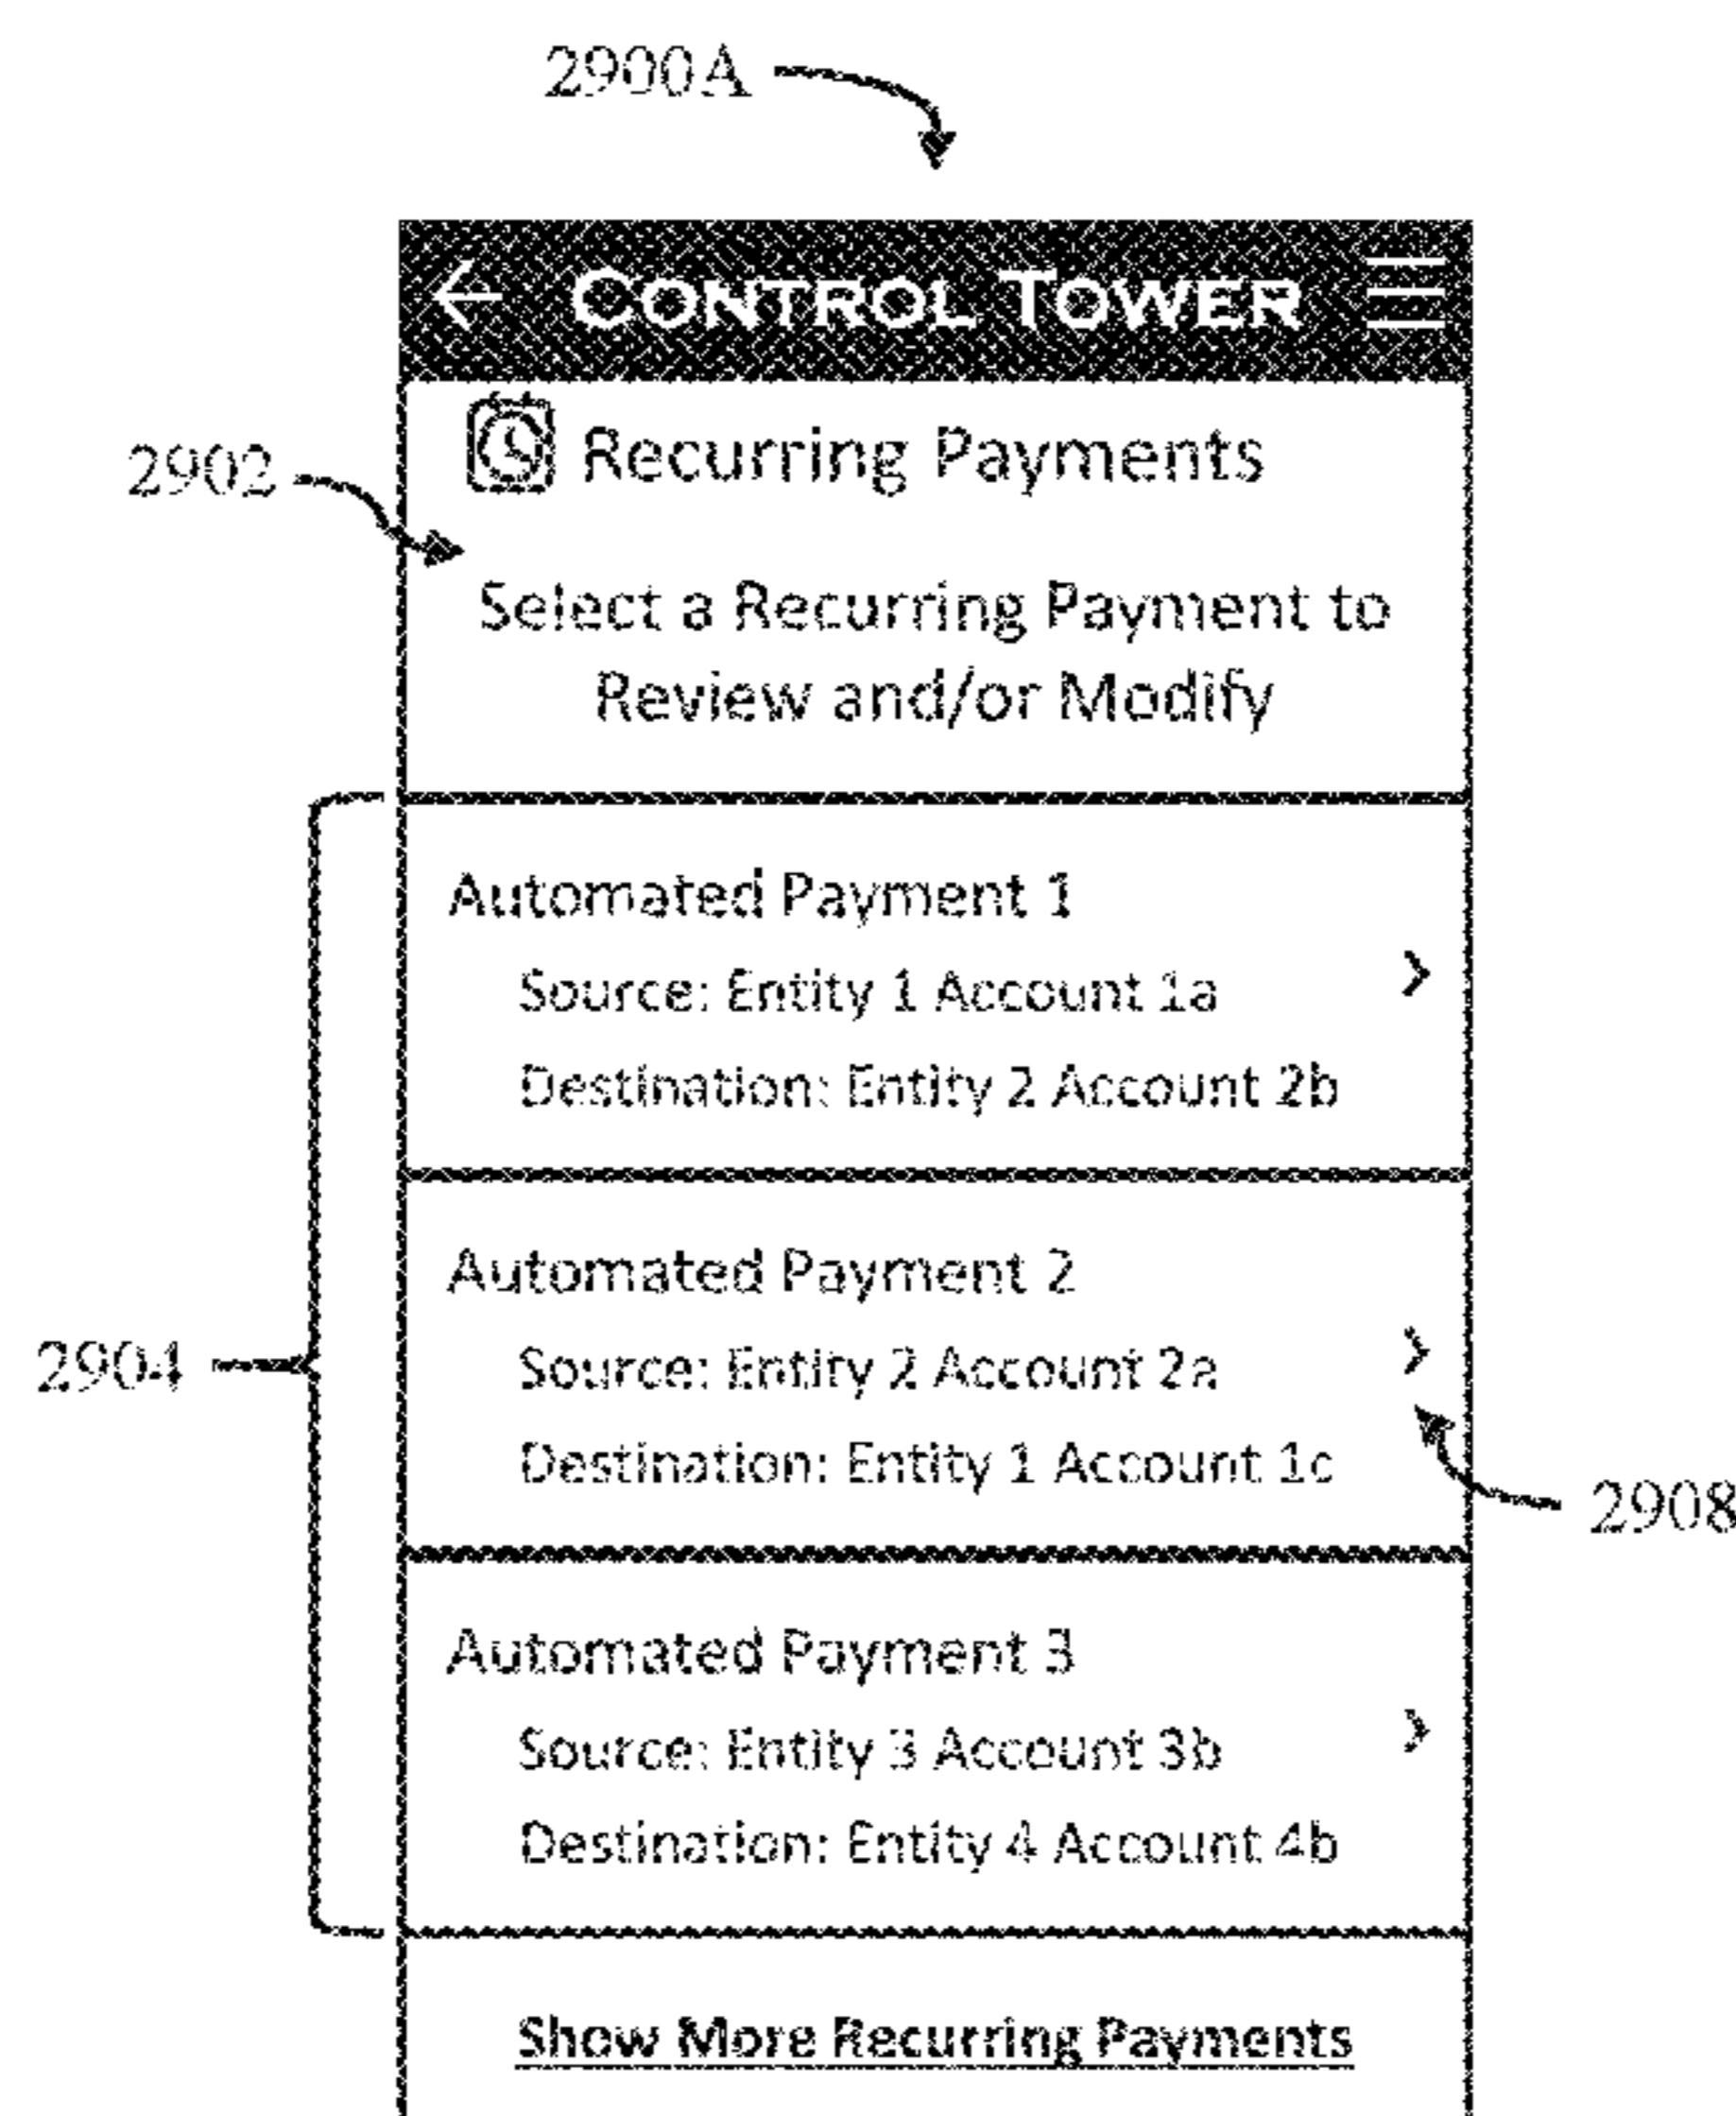 2900A
← CONTROL TOWER
Recurring Payments
2902
Select a Recurring Payment to
Review and/or Modify
Automated Payment 1
Source: Entity 1 Account 1a
>
Destination: Entity 2 Account 2b
Automated Payment 2
2904
Source: Entity 2 Account 2a
>
Destination: Entity 1 Account 1c
2908
Automated Payment 3
Source: Entity 3 Account 3b
>
Destination: Entity 4 Account 4b
Show More Recurring Payments